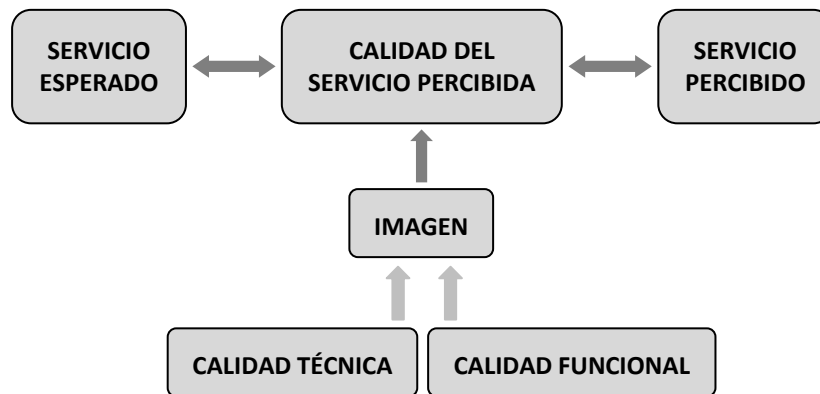 SERVICIO
ESPERADO
CALIDAD DEL
SERVICIO PERCIBIDA
SERVICIO
PERCIBIDO
IMAGEN
CALIDAD TÉCNICA
CALIDAD FUNCIONAL